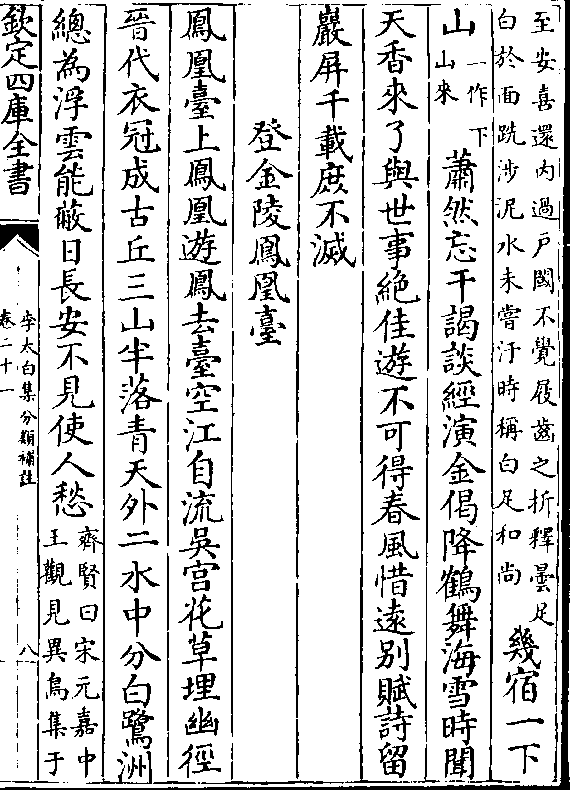 至安喜還内過戸閾不覺屐齒之折釋曇足
白於面跣涉泥水未嘗汙時稱白足和尚
幾宿一下
山
一作下
山來
蕭然忘干謁談經演金偈降鶴舞海雪時聞
天香來了與世事絶佳遊不可得春風惜遠别賦詩留
巖屏千載庶不滅
登金陵鳳凰臺
鳳凰臺上鳳凰遊鳳去臺空江自流吳宫花草埋幽徑
晉代衣冠成古丘三山半落青天外二水中分白鷺洲
總為浮雲能蔽日長安不見使人愁
齊賢曰宋元嘉中
王觀見異鳥集于
欽定四庫全書
李太白集分類補註
卷二十一
八